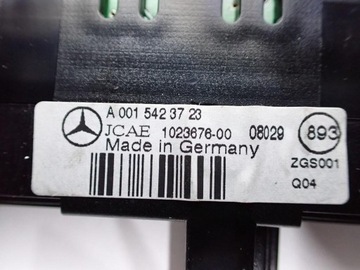 A 001 542 37 23
JCAE 1023676-00 08029 893
Made in Germany
ZGS001
Q04